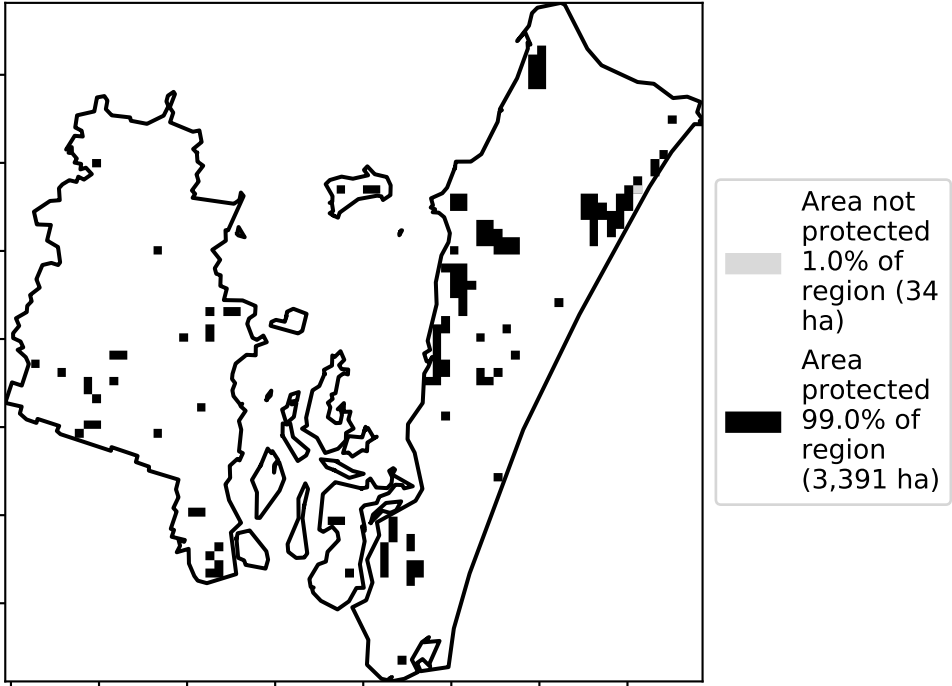 Area not
protected
1.0% of
region (34
ha)
Area
protected
99.0% of
region
(3,391 ha)